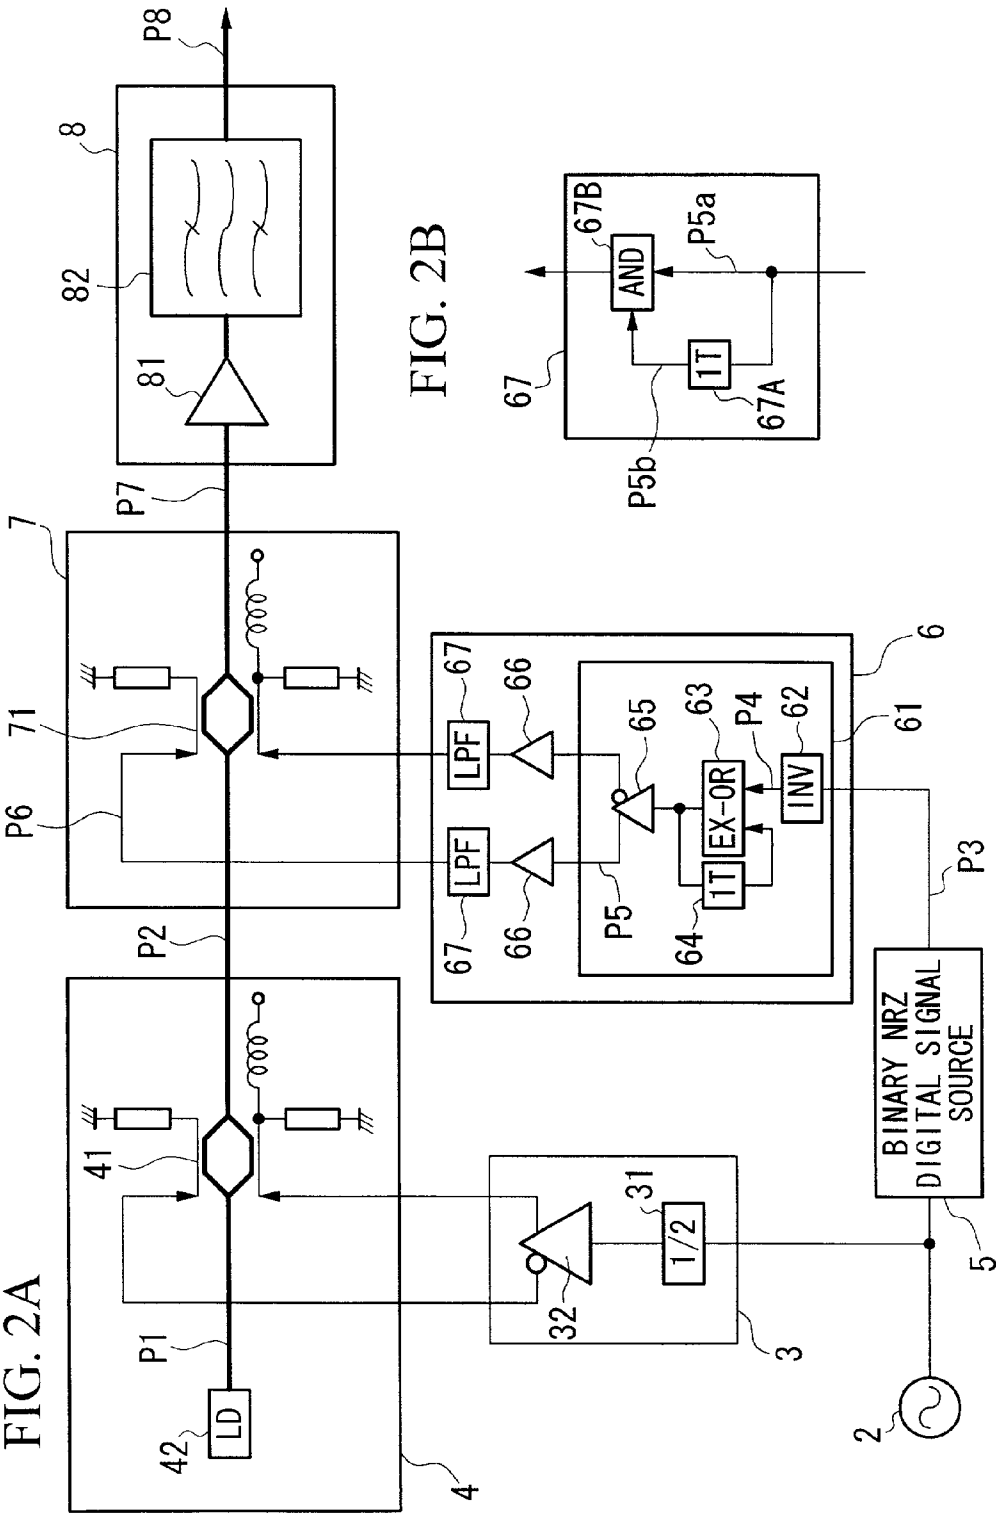 FIG. 2A
4
42
LD
P1
41
P2
7
71
P6
P7
8
81
82
P8
3
31
1/2
32
2
5
BINARY NRZ
DIGITAL SIGNAL
SOURCE
P3
6
61
62
INV
P4
63
EX-OR
64
1T
65
P5
66
66
67
LPF
67
LPF
FIG. 2B
67
67B
AND
P5a
P5b
1T
67A